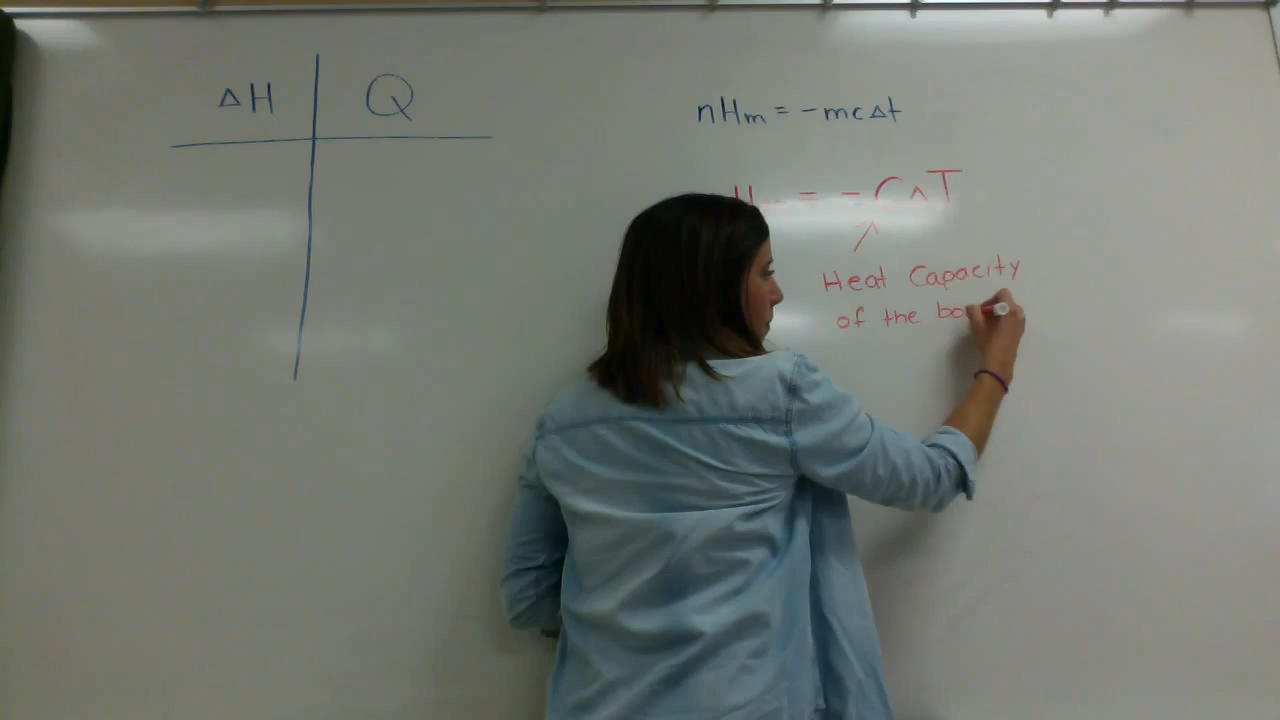 ΔH Q
nHm = -mcΔt
= - CΔT
Heat Capacity
of the